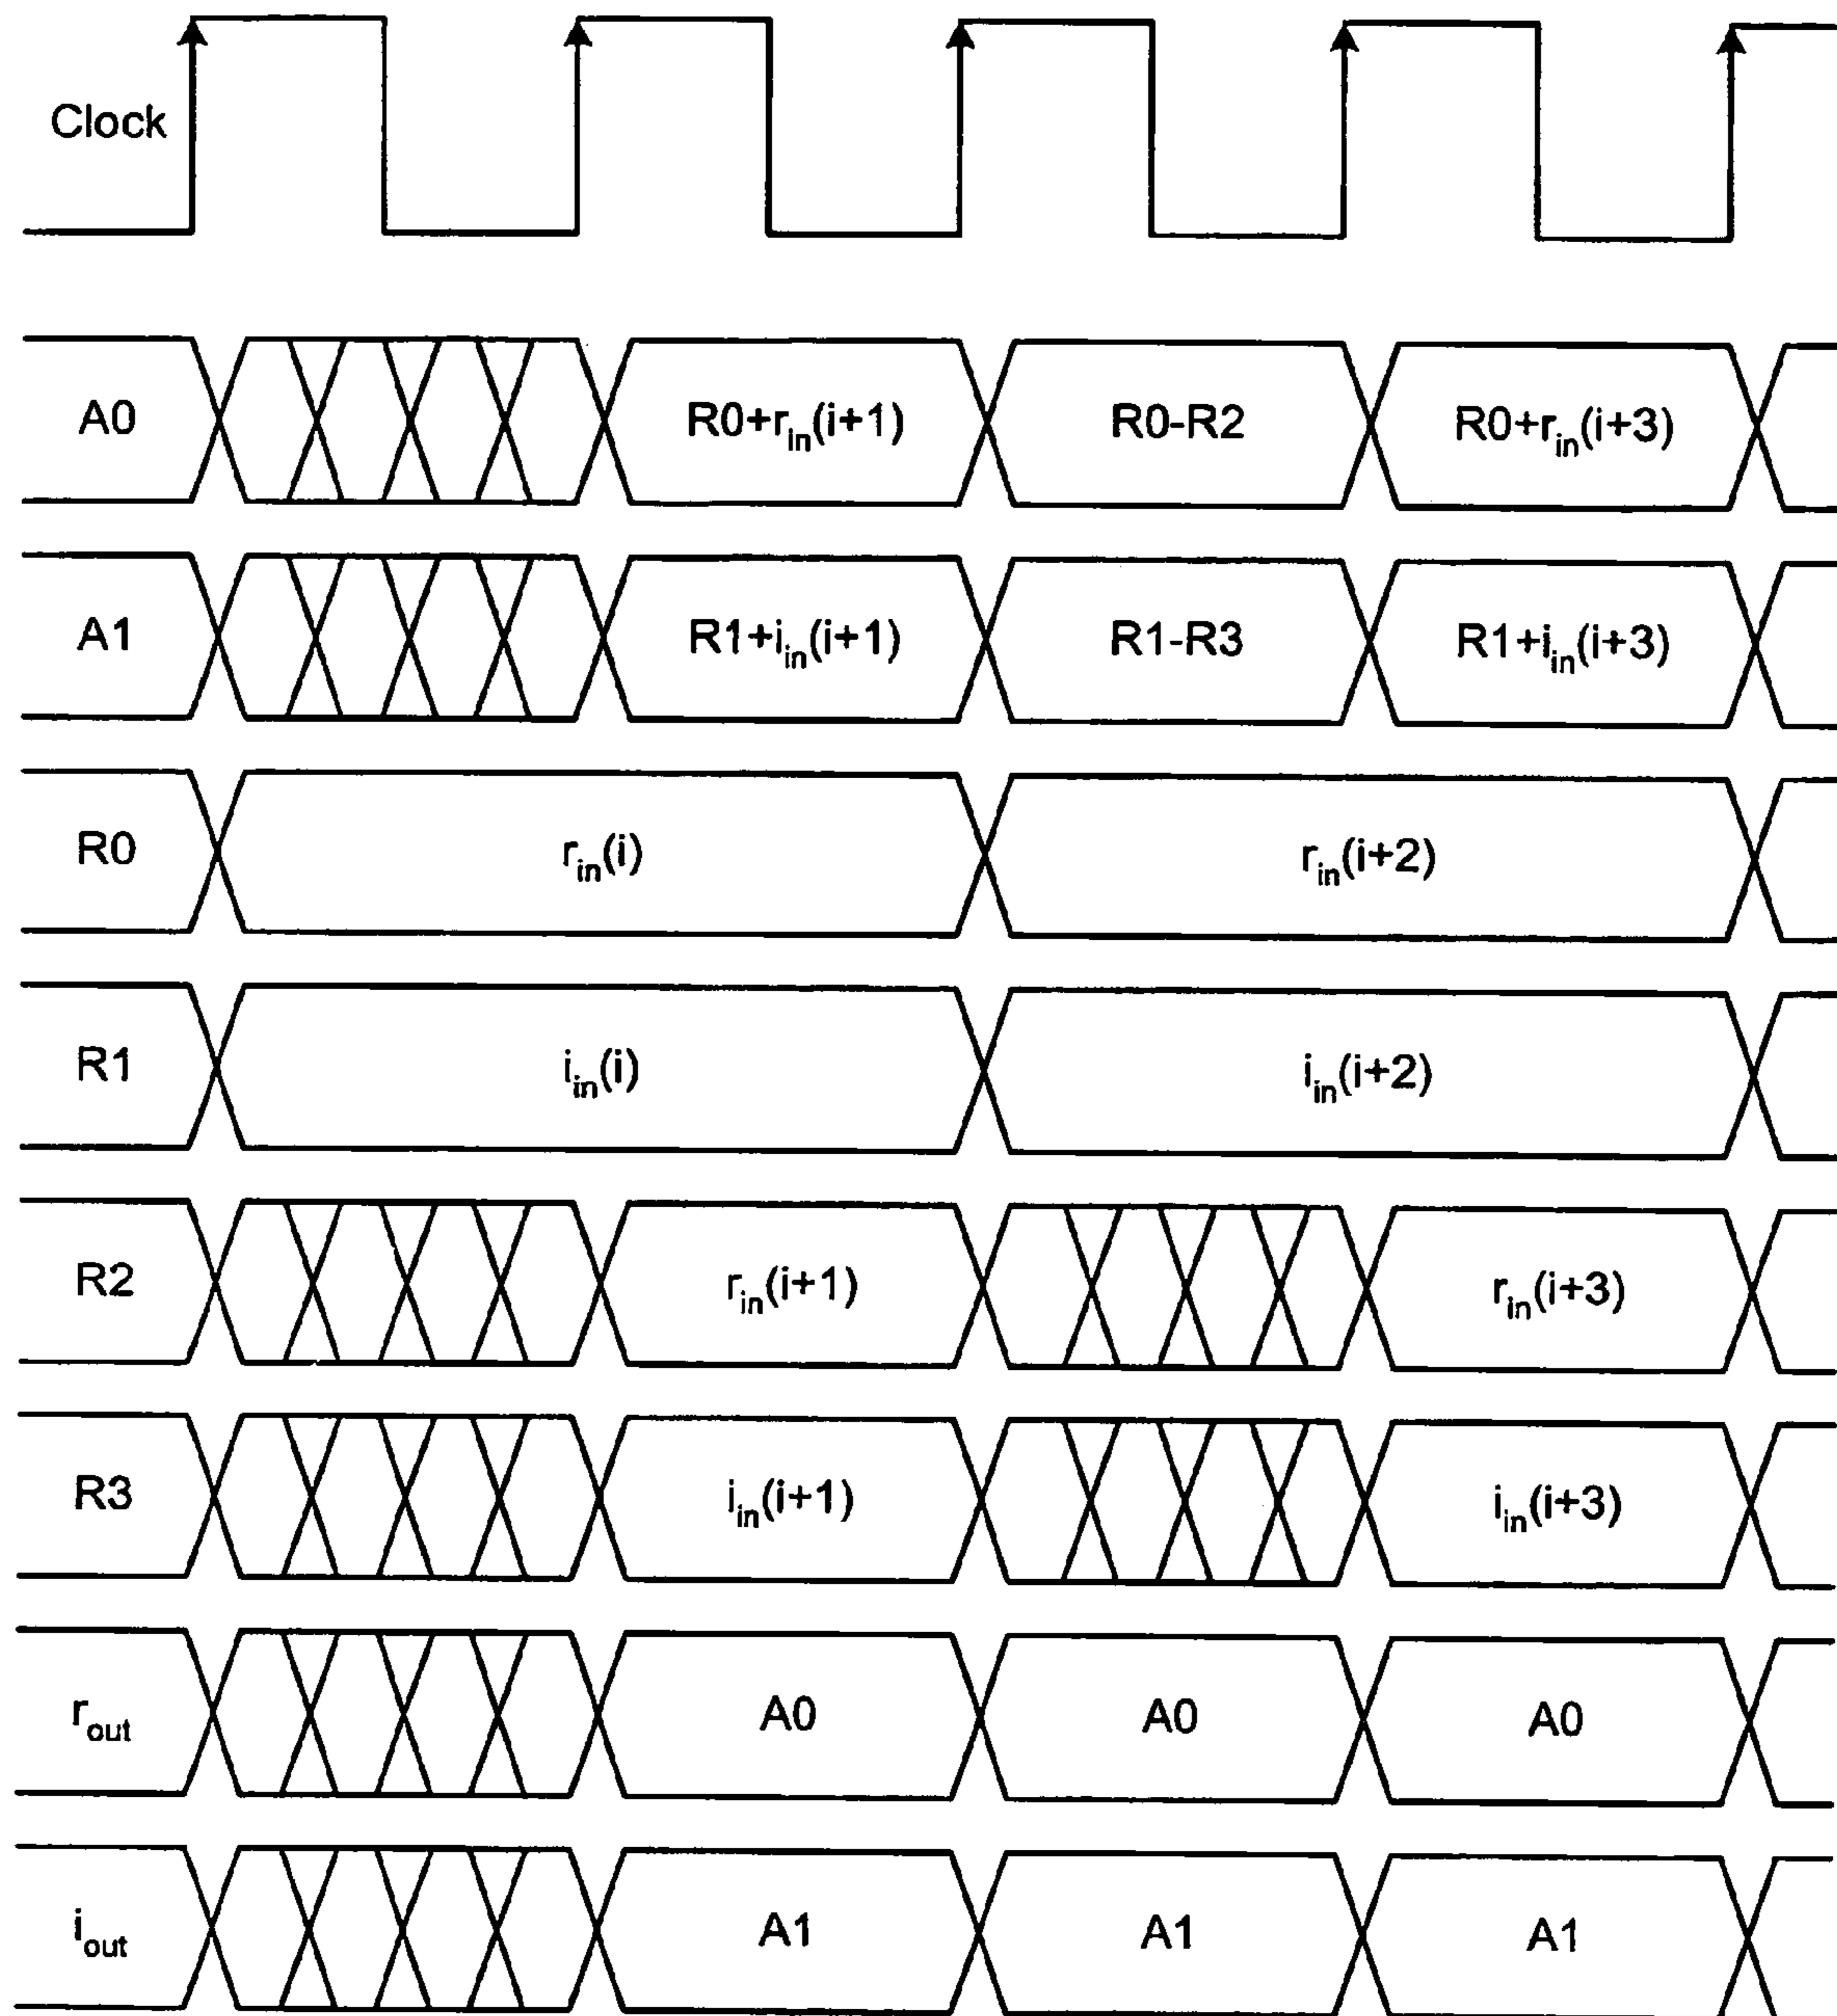 Clock
A0 R0+r_in(i+1) R0-R2 R0+r_in(i+3)
A1 R1+i_in(i+1) R1-R3 R1+i_in(i+3)
R0 r_in(i) r_in(i+2)
R1 i_in(i) i_in(i+2)
R2 r_in(i+1) r_in(i+3)
R3 i_in(i+1) i_in(i+3)
r_out A0 A0 A0
i_out A1 A1 A1